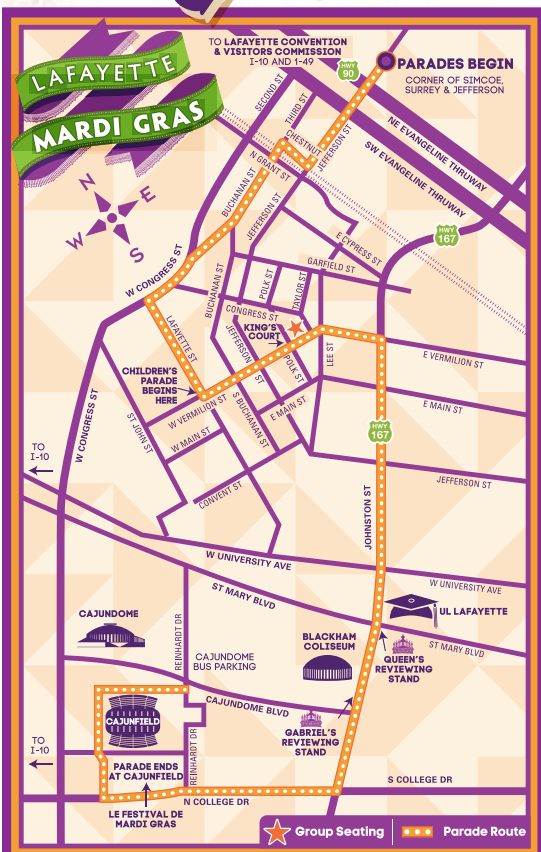 LAFAYETTE
MARDI GRAS
TO LAFAYETTE CONVENTION
& VISITORS COMMISSION
I-10 AND 1-49
HWY
90
PARADES BEGIN
CORNER OF SIMCOE,
SURREY & JEFFERSON
SECOND ST
THIRD ST
CHESTNUT
JEFFERSON ST
N GRANT ST
NE EVANGELINE THRUWAY
SW EVANGELINE THRUWAY
N
E
W
S
BUCHANAN ST
JEFFERSON ST
HWY
167
E CYPRESS ST
GARFIELD ST
W CONGRESS ST
BUCHANAN ST
POLK ST
TAYLOR ST
CONGRESS ST
KING'S
COURT
LAFAYETTE ST
JEFFERSON ST
POLK ST
LEE ST
E VERMILION ST
CHILDREN'S
PARADE
BEGINS
HERE
W VERMILION ST
S BUCHANAN ST
E MAIN ST
E MAIN ST
W CONGRESS ST
ST JOHN ST
W MAIN ST
HWY
167
TO
I-10
CONVENT ST
JEFFERSON ST
JOHNSTON ST
W UNIVERSITY AVE
W UNIVERSITY AVE
ST MARY BLVD
UL LAFAYETTE
CAJUNDOME
REINHARDT DR
BLACKHAM
COLISEUM
ST MARY BLVD
CAJUNDOME
BUS PARKING
QUEEN'S
REVIEWING
STAND
CAJUNDOME BLVD
CAJUNFIELD
GABRIEL'S
REVIEWING
STAND
REINHARDT DR
TO
I-10
PARADE ENDS
AT CAJUNFIELD
S COLLEGE DR
N COLLEGE DR
LE FESTIVAL DE
MARDI GRAS
Group Seating
Parade Route